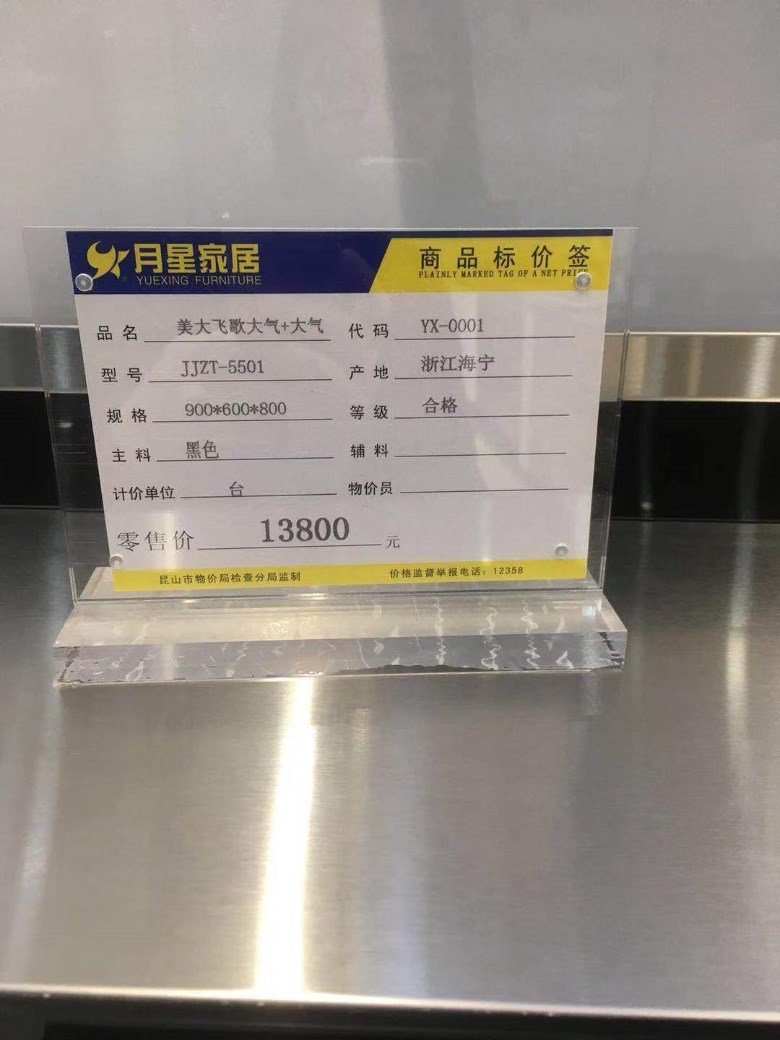 月星家居
YUEXING FURNITURE
商品标价签
PLAINLY MARKED TAG OF A NET PRICE
品名 美大飞歌大气+大气 代码 YX-0001
型号 JJZT-5501 产地 浙江海宁
规格 900*600*800 等级 合格
主料 黑色 辅料
计价单位 台 物价员
零售价 13800 元
昆山市物价局检查分局监制 价格监督举报电话：12358